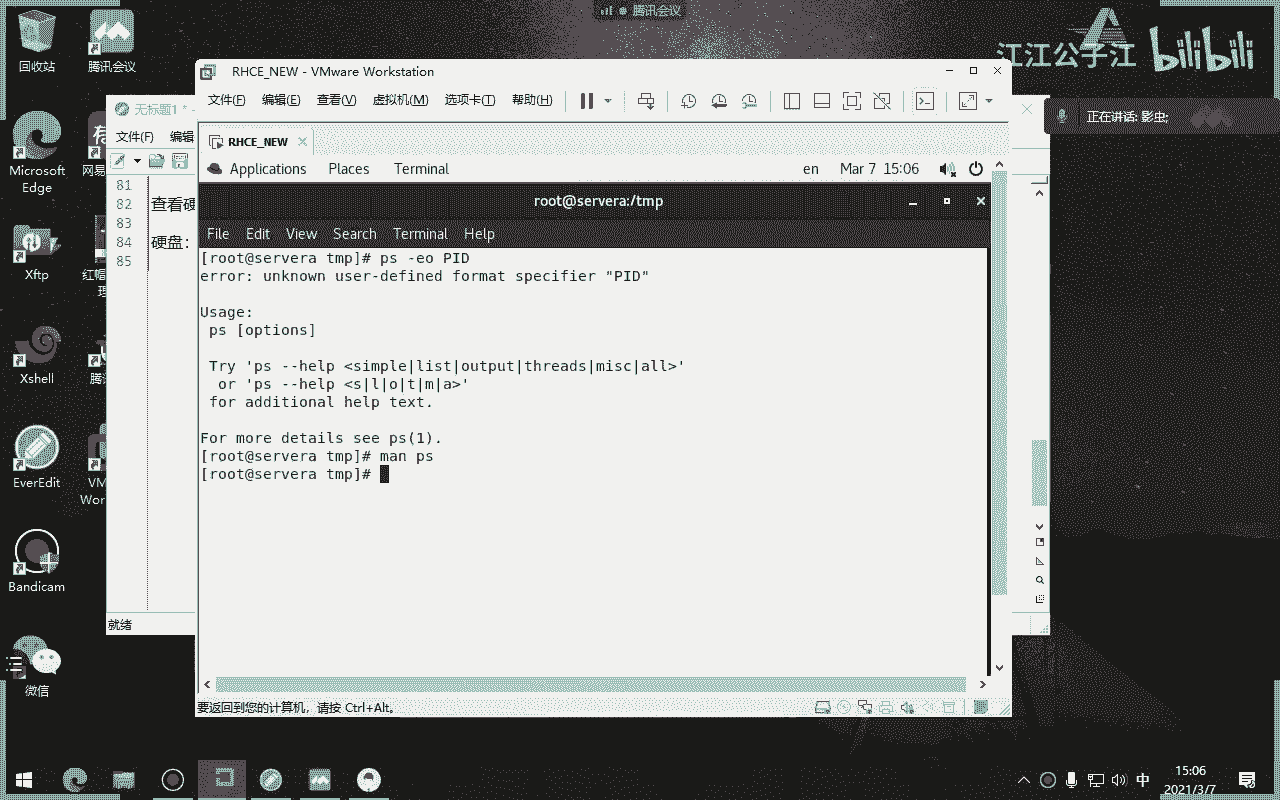 腾讯会议
江江公子江 bilibili
回收站
腾讯会议
Microsoft
Edge
Xftp
Xshell
EverEdit
Bandicam
微信
无标题1 *
文件(F) 编辑
81
82 查看硬
83
84 硬盘:
85
就绪
RHCE_NEW - VMware Workstation
文件(F) 编辑(E) 查看(V) 虚拟机(M) 选项卡(T) 帮助(H)
RHCE_NEW
Applications Places Terminal en Mar 7 15:06
root@servera:/tmp
File Edit View Search Terminal Help
[root@servera tmp]# ps -eo PID
error: unknown user-defined format specifier "PID"
Usage:
ps [options]
Try 'ps --help <simple|list|output|threads|misc|all>'
or 'ps --help <s|l|o|t|m|a>'
for additional help text.
For more details see ps(1).
[root@servera tmp]# man ps
[root@servera tmp]#
要返回到您的计算机，请按 Ctrl+Alt。
正在讲话: 影虫;
中
15:06
2021/3/7